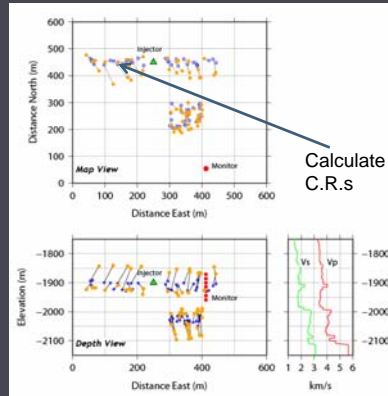 600
500
400
300
200
100
0
Distance North (m)
Injector
Monitor
Map View
0 100 200 300 400 500 600
Distance East (m)
Calculate
C.R.s
-1800
-1900
-2000
-2100
Elevation (m)
Injector
Monitor
Depth View
0 200 400 600
Distance East (m)
Vs Vp
-1800
-1900
-2000
-2100
1 2 3 4 5 6
km/s